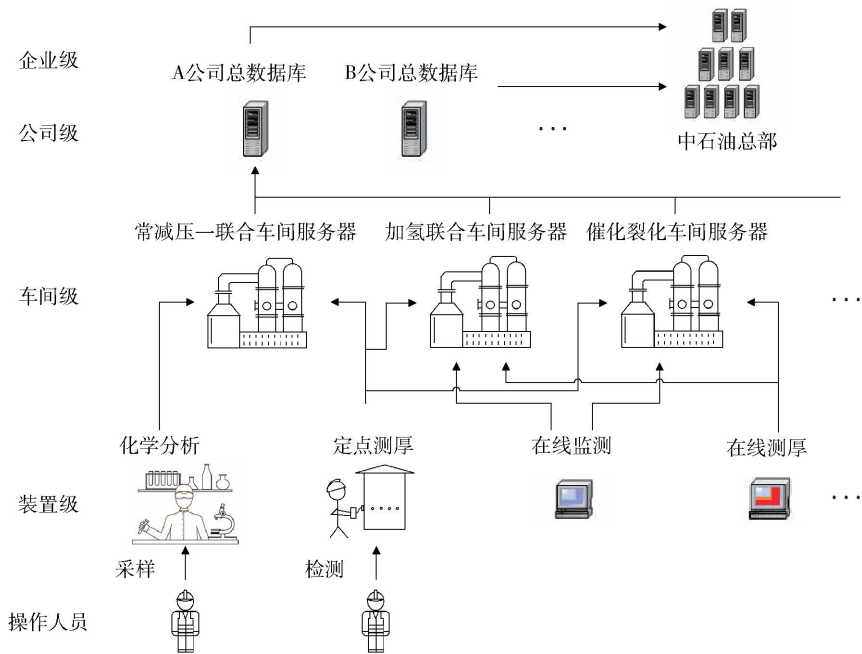 企业级
A公司总数据库
B公司总数据库
公司级
...
中石油总部
常减压一联合车间服务器
加氢联合车间服务器
催化裂化车间服务器
车间级
...
化学分析
定点测厚
在线监测
在线测厚
装置级
...
采样
检测
操作人员